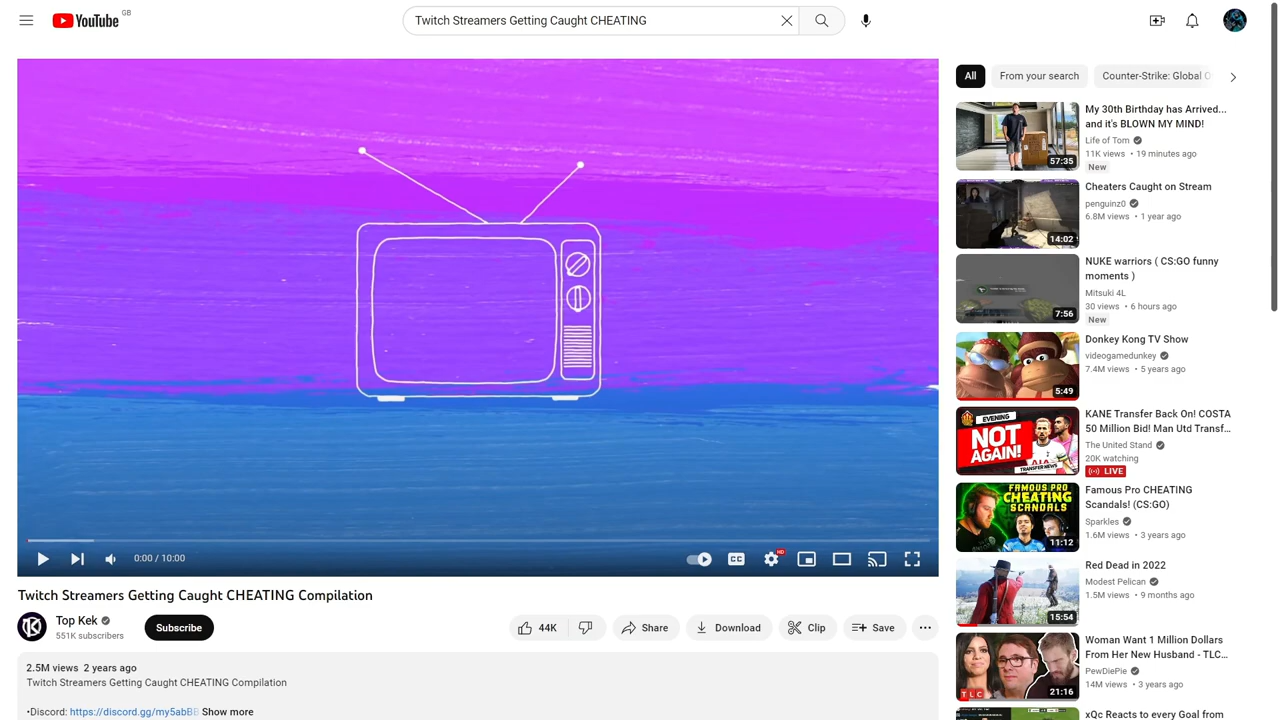 YouTube GB
Twitch Streamers Getting Caught CHEATING
All
From your search
Counter-Strike: Global O
My 30th Birthday has Arrived...
and it's BLOWN MY MIND!
Life of Tom
11K views • 19 minutes ago
New
57:35
Cheaters Caught on Stream
penguinz0
6.8M views • 1 year ago
14:02
NUKE warriors ( CS:GO funny
moments )
Mitsuki 4L
30 views • 6 hours ago
New
7:56
Donkey Kong TV Show
videogamedunkey
7.4M views • 5 years ago
5:49
EVENING
NOT
AGAIN!
TRANSFER NEWS
KANE Transfer Back On! COSTA
50 Million Bid! Man Utd Transf...
The United Stand
20K watching
LIVE
FAMOUS PRO
CHEATING
SCANDALS!
11:12
Famous Pro CHEATING
Scandals! (CS:GO)
Sparkles
1.6M views • 3 years ago
Red Dead in 2022
Modest Pelican
1.5M views • 9 months ago
15:54
Woman Want 1 Million Dollars
From Her New Husband - TLC...
PewDiePie
14M views • 3 years ago
TLC
21:16
xQc Reacts to every Goal from
0:00 / 10:00
CC
HD
Twitch Streamers Getting Caught CHEATING Compilation
Top Kek
551K subscribers
Subscribe
44K
Share
Download
Clip
Save
2.5M views 2 years ago
Twitch Streamers Getting Caught CHEATING Compilation
•Discord: https://discord.gg/my5abB
Show more